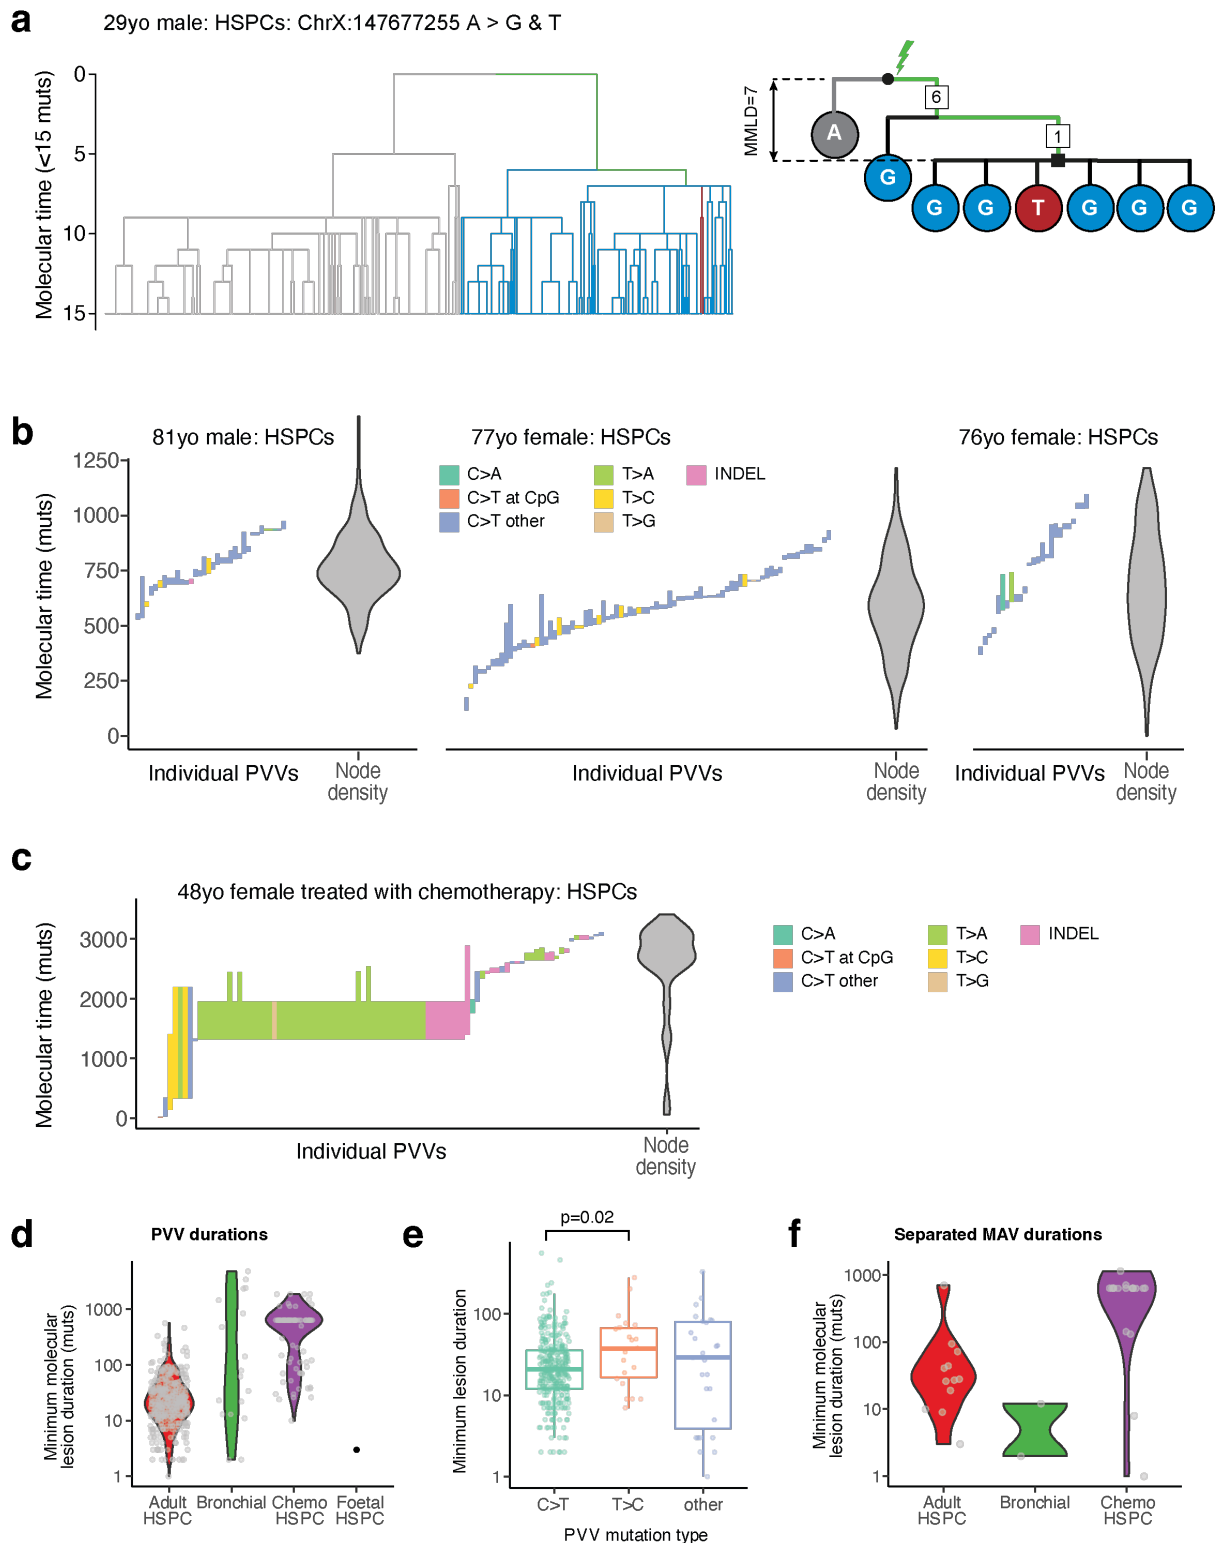 a
29yo male: HSPCs: ChrX:147677255 A > G & T
Molecular time (<15 muts)
0
5
10
15
MMLD=7
6
1
A
G
G G T G G G
b
81yo male: HSPCs
77yo female: HSPCs
76yo female: HSPCs
Molecular time (muts)
1250
1000
750
500
250
0
C>A
C>T at CpG
C>T other
T>A
T>C
T>G
INDEL
Individual PVVs
Node
density
Individual PVVs
Node
density
Individual PVVs
Node
density
c
48yo female treated with chemotherapy: HSPCs
Molecular time (muts)
3000
2000
1000
0
Individual PVVs
Node
density
C>A
C>T at CpG
C>T other
T>A
T>C
T>G
INDEL
d
PVV durations
Minimum molecular
lesion duration (muts)
1000
100
10
1
Adult
HSPC
Bronchial
Chemo
HSPC
Foetal
HSPC
e
p=0.02
Minimum lesion duration
100
10
1
C>T
T>C
other
PVV mutation type
f
Separated MAV durations
Minimum molecular
lesion duration (muts)
1000
100
10
1
Adult
HSPC
Bronchial
Chemo
HSPC